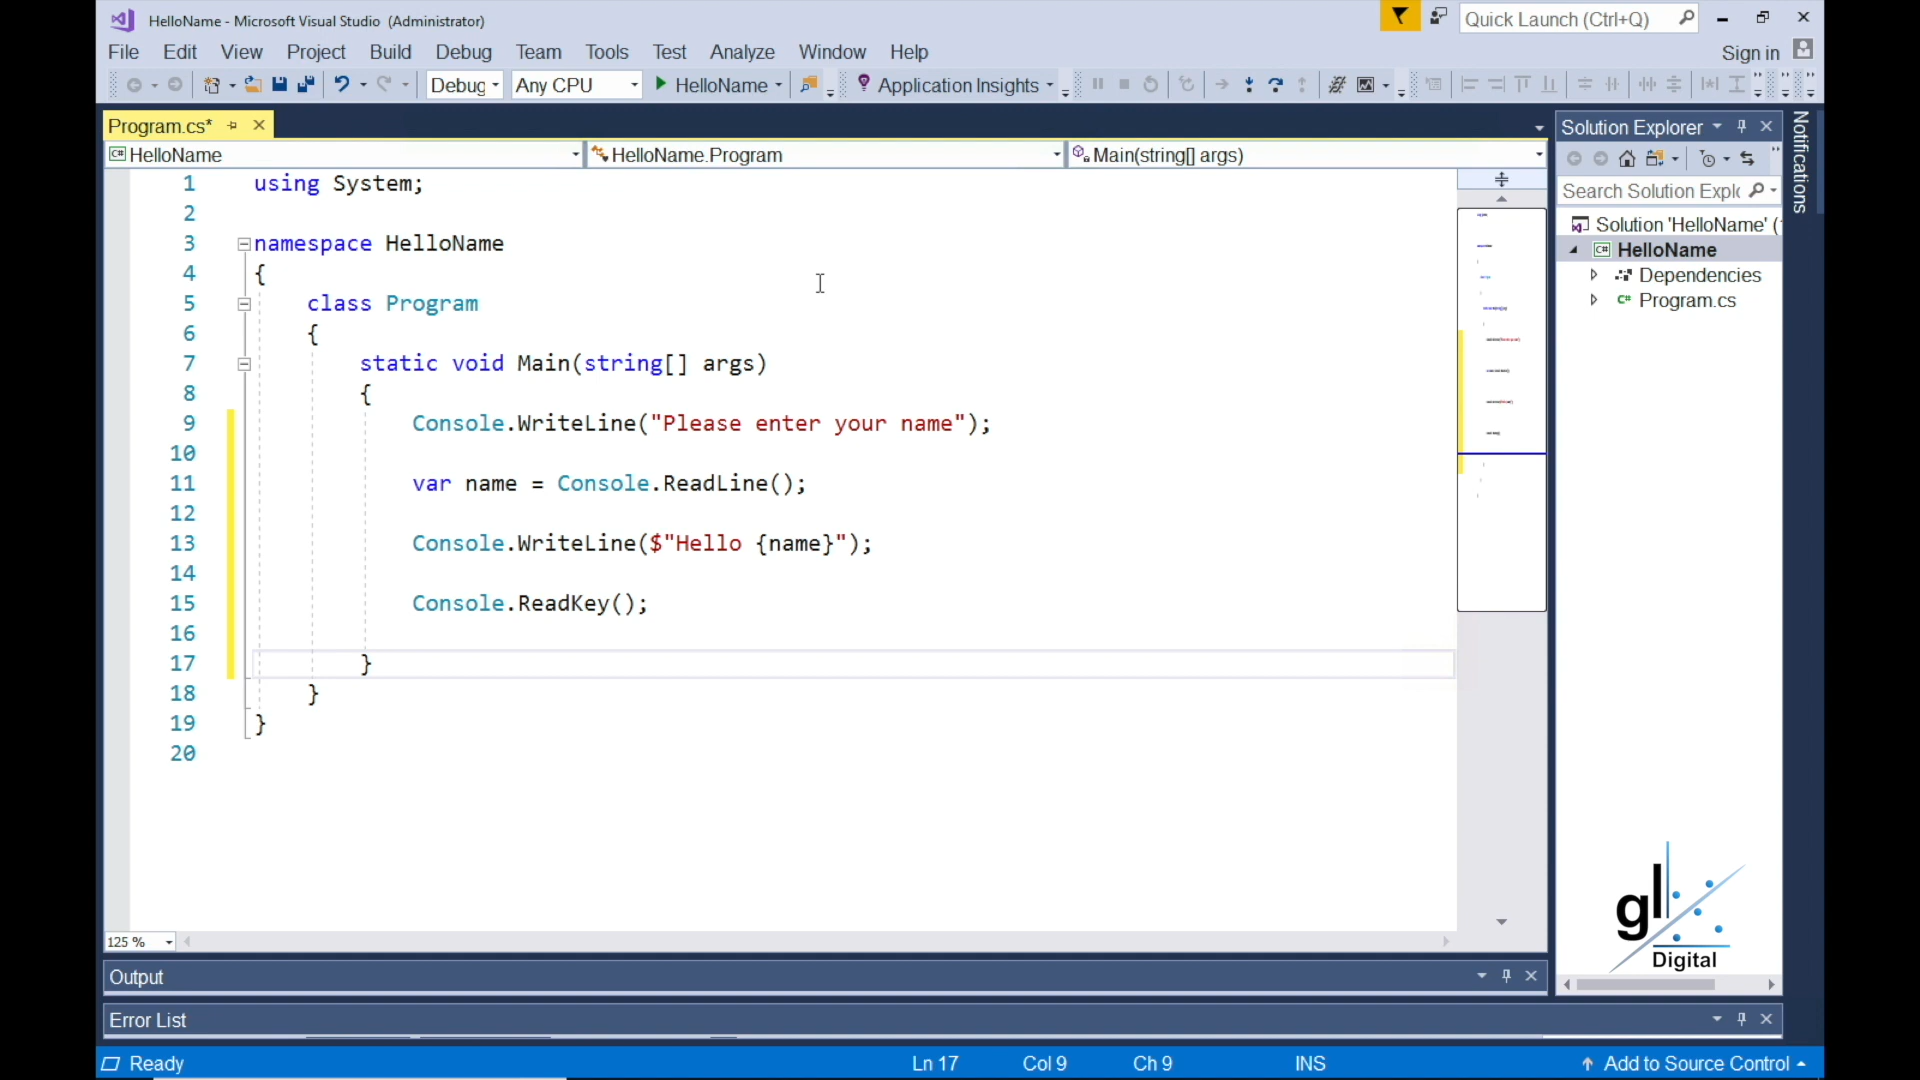 HelloName - Microsoft Visual Studio (Administrator)
Quick Launch (Ctrl+Q)
File Edit View Project Build Debug Team Tools Test Analyze Window Help
Sign in
Debug Any CPU HelloName Application Insights
Program.cs*
HelloName HelloName.Program Main(string[] args)
1 using System;
2
3 namespace HelloName
4 {
5 class Program
6 {
7 static void Main(string[] args)
8 {
9 Console.WriteLine("Please enter your name");
10
11 var name = Console.ReadLine();
12
13 Console.WriteLine($"Hello {name}");
14
15 Console.ReadKey();
16
17 }
18 }
19 }
20
125 %
Solution Explorer
Search Solution Explo
Solution 'HelloName' (
C# HelloName
Dependencies
C# Program.cs
Notifications
gl
Digital
Output
Error List
Ready Ln 17 Col 9 Ch 9 INS Add to Source Control